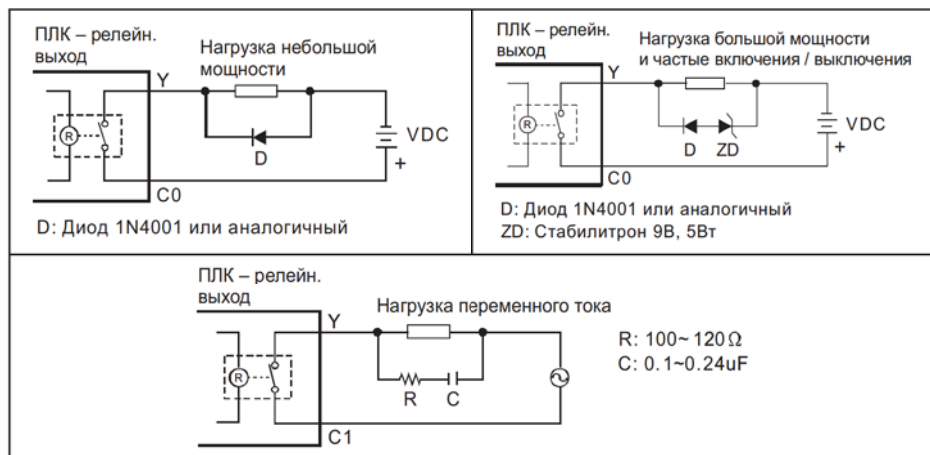 ПЛК – релейн.
выход
Нагрузка небольшой
мощности
Y
R
D
VDC
+
C0
D: Диод 1N4001 или аналогичный
ПЛК – релейн.
выход
Нагрузка большой мощности
и частые включения / выключения
Y
R
D ZD
VDC
+
C0
D: Диод 1N4001 или аналогичный
ZD: Стабилитрон 9В, 5Вт
ПЛК – релейн.
выход
Нагрузка переменного тока
Y
R
R C
C1
R: 100~120Ω
C: 0.1~0.24uF